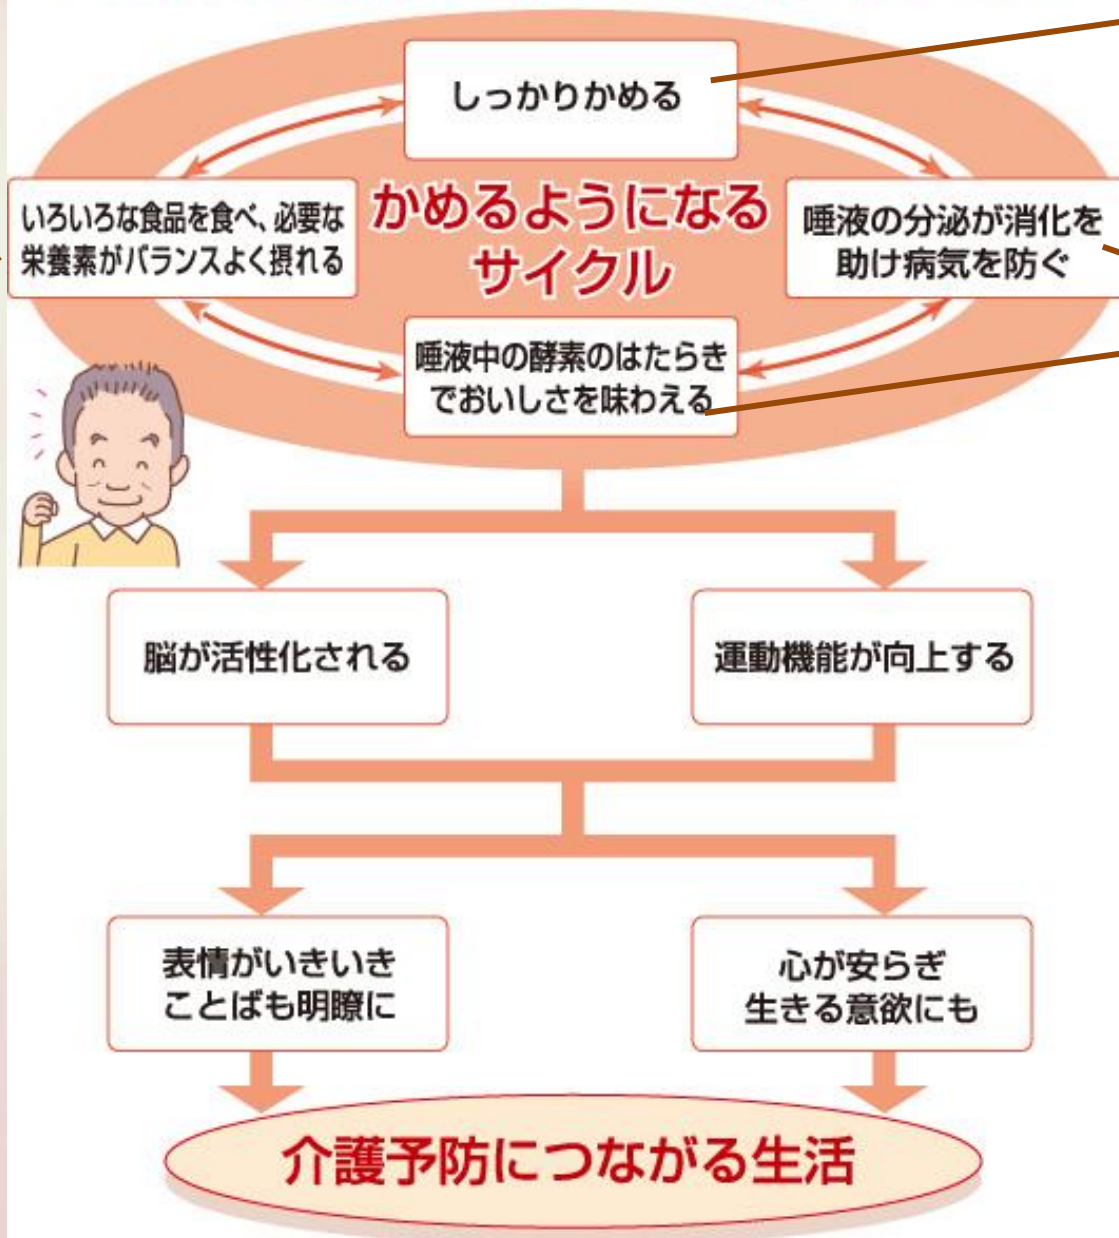 しっかりかめる
かめるようになる
サイクル
いろいろな食品を食べ、必要な
栄養素がバランスよく摂れる
唾液の分泌が消化を
助け病気を防ぐ
唾液中の酵素のはたらき
でおいしさを味わえる
脳が活性化される
運動機能が向上する
表情がいきいき
ことばも明瞭に
心が安らぎ
生きる意欲にも
介護予防につながる生活